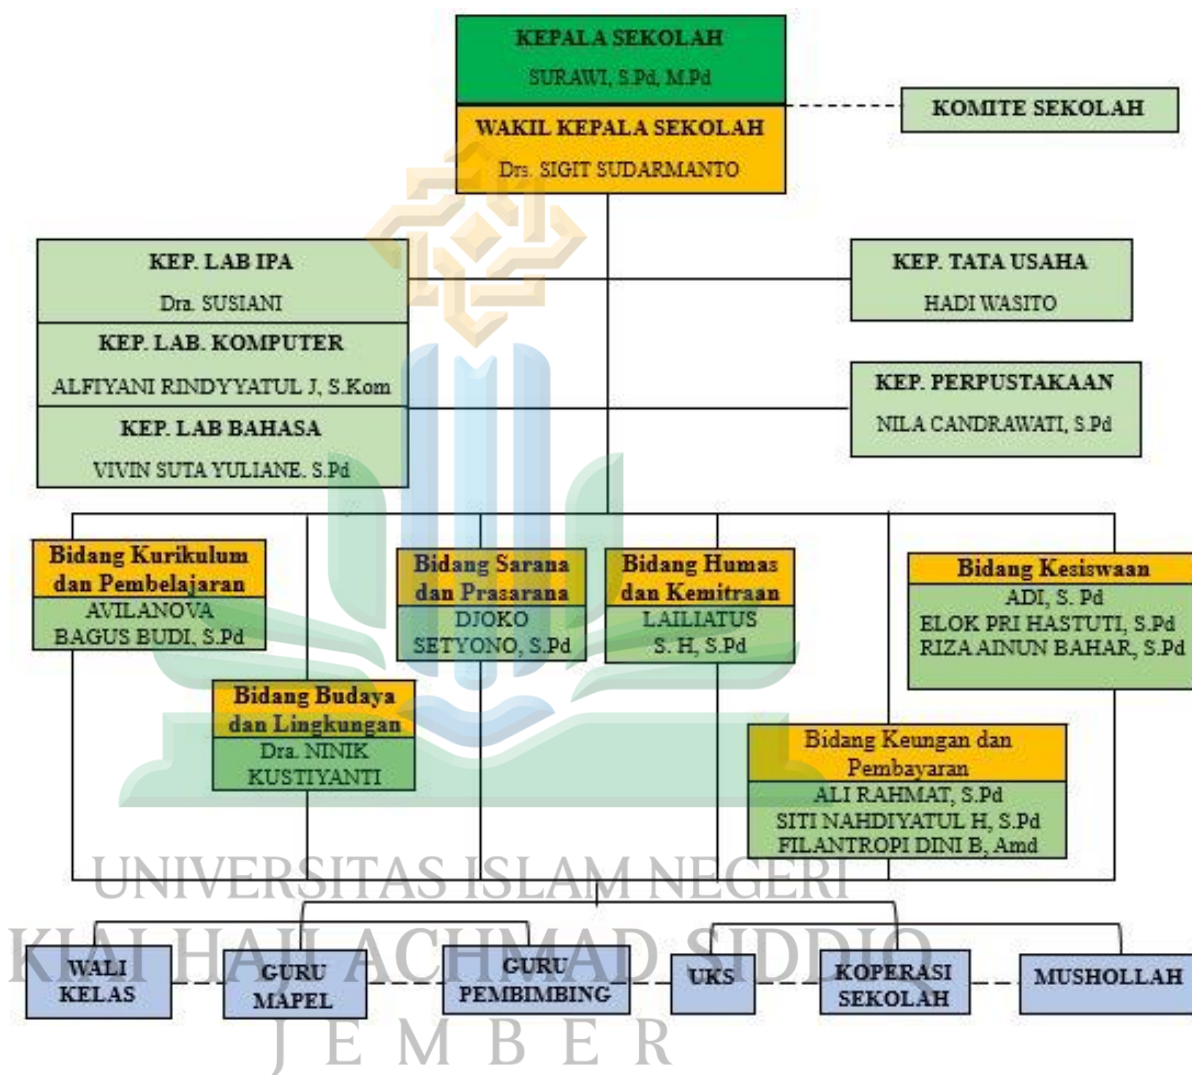 KEPALA SEKOLAH
SURAWI, S.Pd, M.Pd
WAKIL KEPALA SEKOLAH
Drs. SIGIT SUDARMANTO
KOMITE SEKOLAH
KEP. LAB IPA
Dra. SUSIANI
KEP. LAB. KOMPUTER
ALFIYANI RINDYYATUL J, S.Kom
KEP. LAB BAHASA
VIVIN SUTA YULIANE. S.Pd
KEP. TATA USAHA
HADI WASITO
KEP. PERPUSTAKAAN
NILA CANDRAWATI, S.Pd
Bidang Kurikulum
dan Pembelajaran
AVILANOVA
BAGUS BUDI, S.Pd
Bidang Budaya
dan Lingkungan
Dra. NINIK
KUSTIYANTI
Bidang Sarana
dan Prasarana
DJOKO
SETYONO, S.Pd
Bidang Humas
dan Kemitraan
LAILIATUS
S. H, S.Pd
Bidang Keungan dan
Pembayaran
ALI RAHMAT, S.Pd
SITI NAHDIYATUL H, S.Pd
FILANTROPI DINI B, Amd
Bidang Kesiswaan
ADI, S. Pd
ELOK PRI HASTUTI, S.Pd
RIZA AINUN BAHAR, S.Pd
UNIVERSITAS ISLAM NEGERI
KIAI HAJI ACHMAD SIDDIQ
JEMBER
WALI
KELAS
GURU
MAPEL
GURU
PEMBIMBING
UKS
KOPERASI
SEKOLAH
MUSHOLLAH